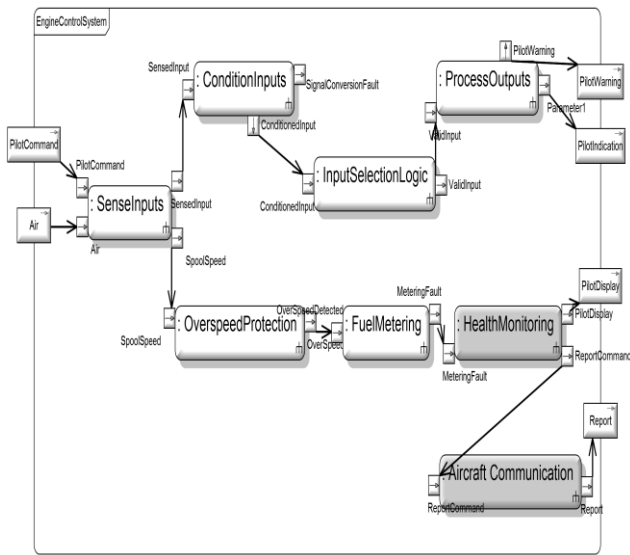 EngineControlSystem
PilotWarning
SensedInput
: ConditionInputs
SignalConversionFault
: ProcessOutputs
PilotWarning
Parameter1
ConditionedInput
PilotCommand
ValidInput
PilotIndication
PilotCommand
: InputSelectionLogic
ValidInput
: SenseInputs
SensedInput
ConditionedInput
Air
Air
SpoolSpeed
PilotDisplay
MeteringFault
OverSpeedDetected
PilotDisplay
: OverspeedProtection
: FuelMetering
: HealthMonitoring
SpoolSpeed
OverSpeed
ReportCommand
MeteringFault
Report
: Aircraft Communication
ReportCommand
Report